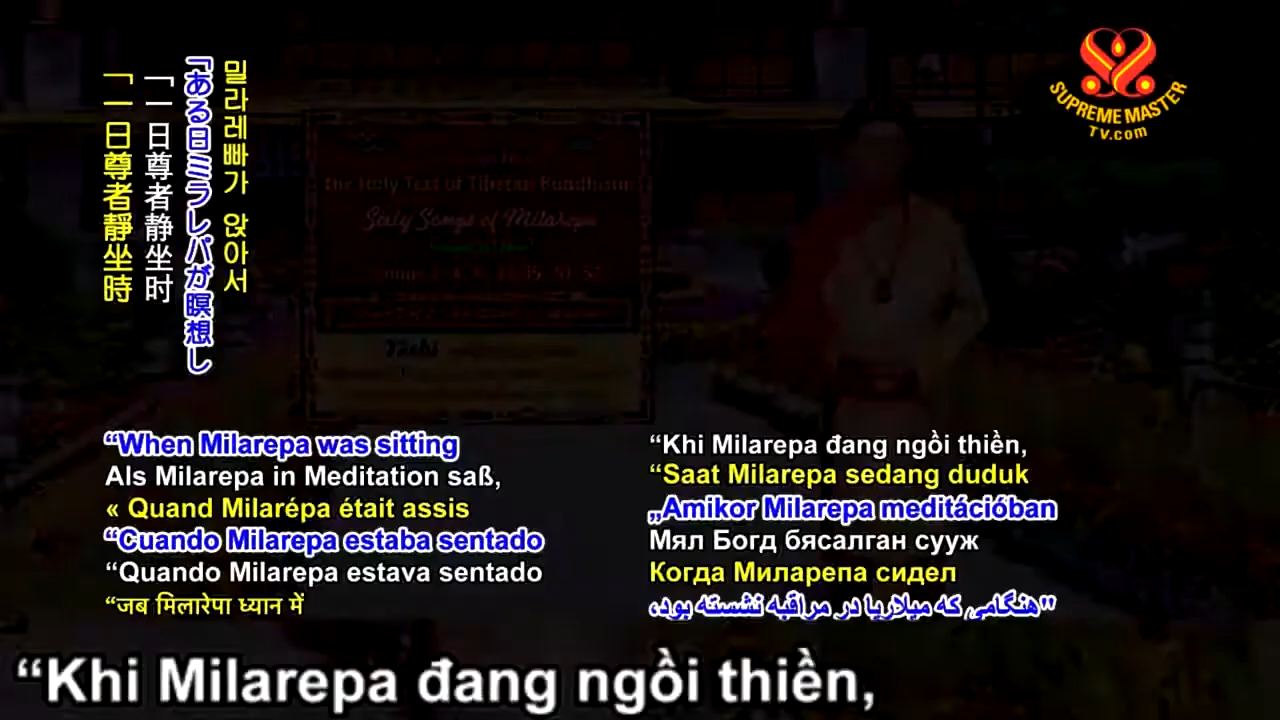 밀라레빠가 앉아서
「ある日ミラレパが瞑想し
「一日尊者静坐时
「一日尊者靜坐時
SUPREME MASTER
TV.com
The Holy Text of Tibetan Buddhism
Sixty Songs of Milarepa
“When Milarepa was sitting
Als Milarepa in Meditation saß,
« Quand Milarépa était assis
“Cuando Milarepa estaba sentado
“Quando Milarepa estava sentado
“जब मिलारेपा ध्यान में
“Khi Milarepa đang ngồi thiền,
“Saat Milarepa sedang duduk
„Amikor Milarepa meditációban
Мял Богд бясалган сууж
Когда Миларепа сидел
"هنگامی که میلارپا در مراقبه نشسته بود،
“Khi Milarepa đang ngồi thiền,